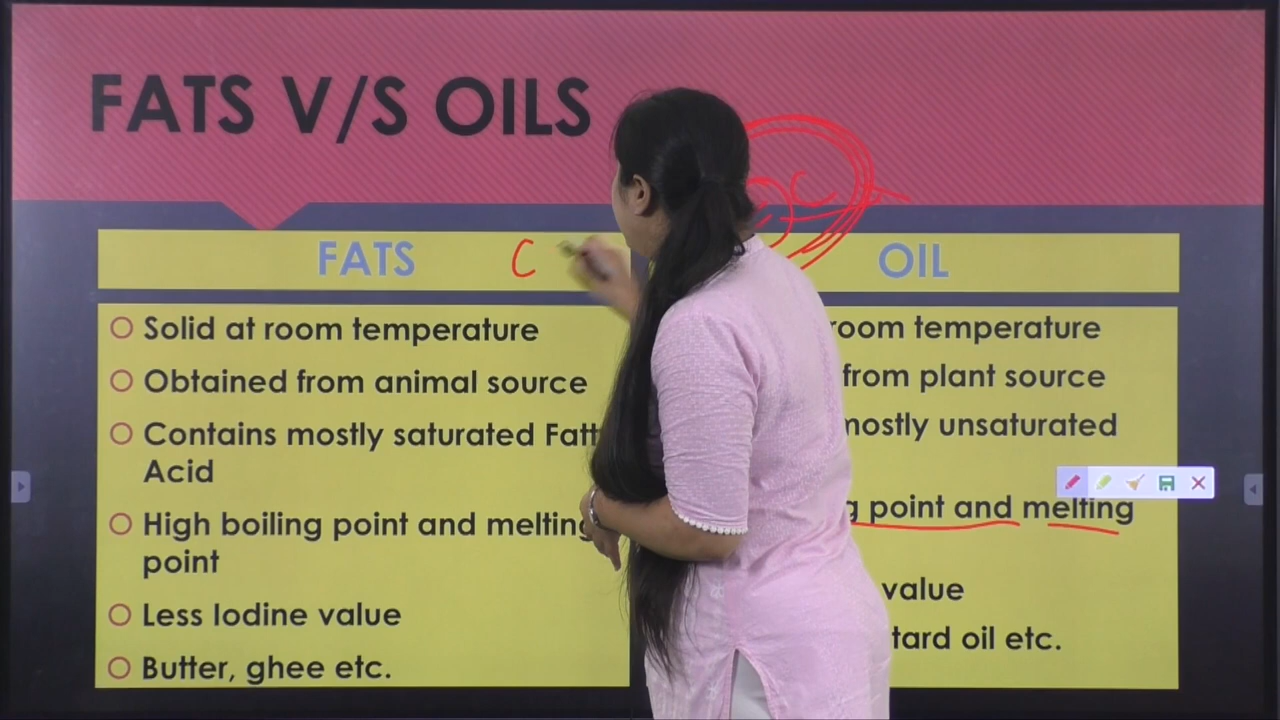 FATS V/S OILS
FATS
C
OIL
Solid at room temperature
Obtained from animal source
Contains mostly saturated Fatt
Acid
High boiling point and melting
point
Less Iodine value
Butter, ghee etc.
room temperature
from plant source
mostly unsaturated
g point and melting
value
tard oil etc.